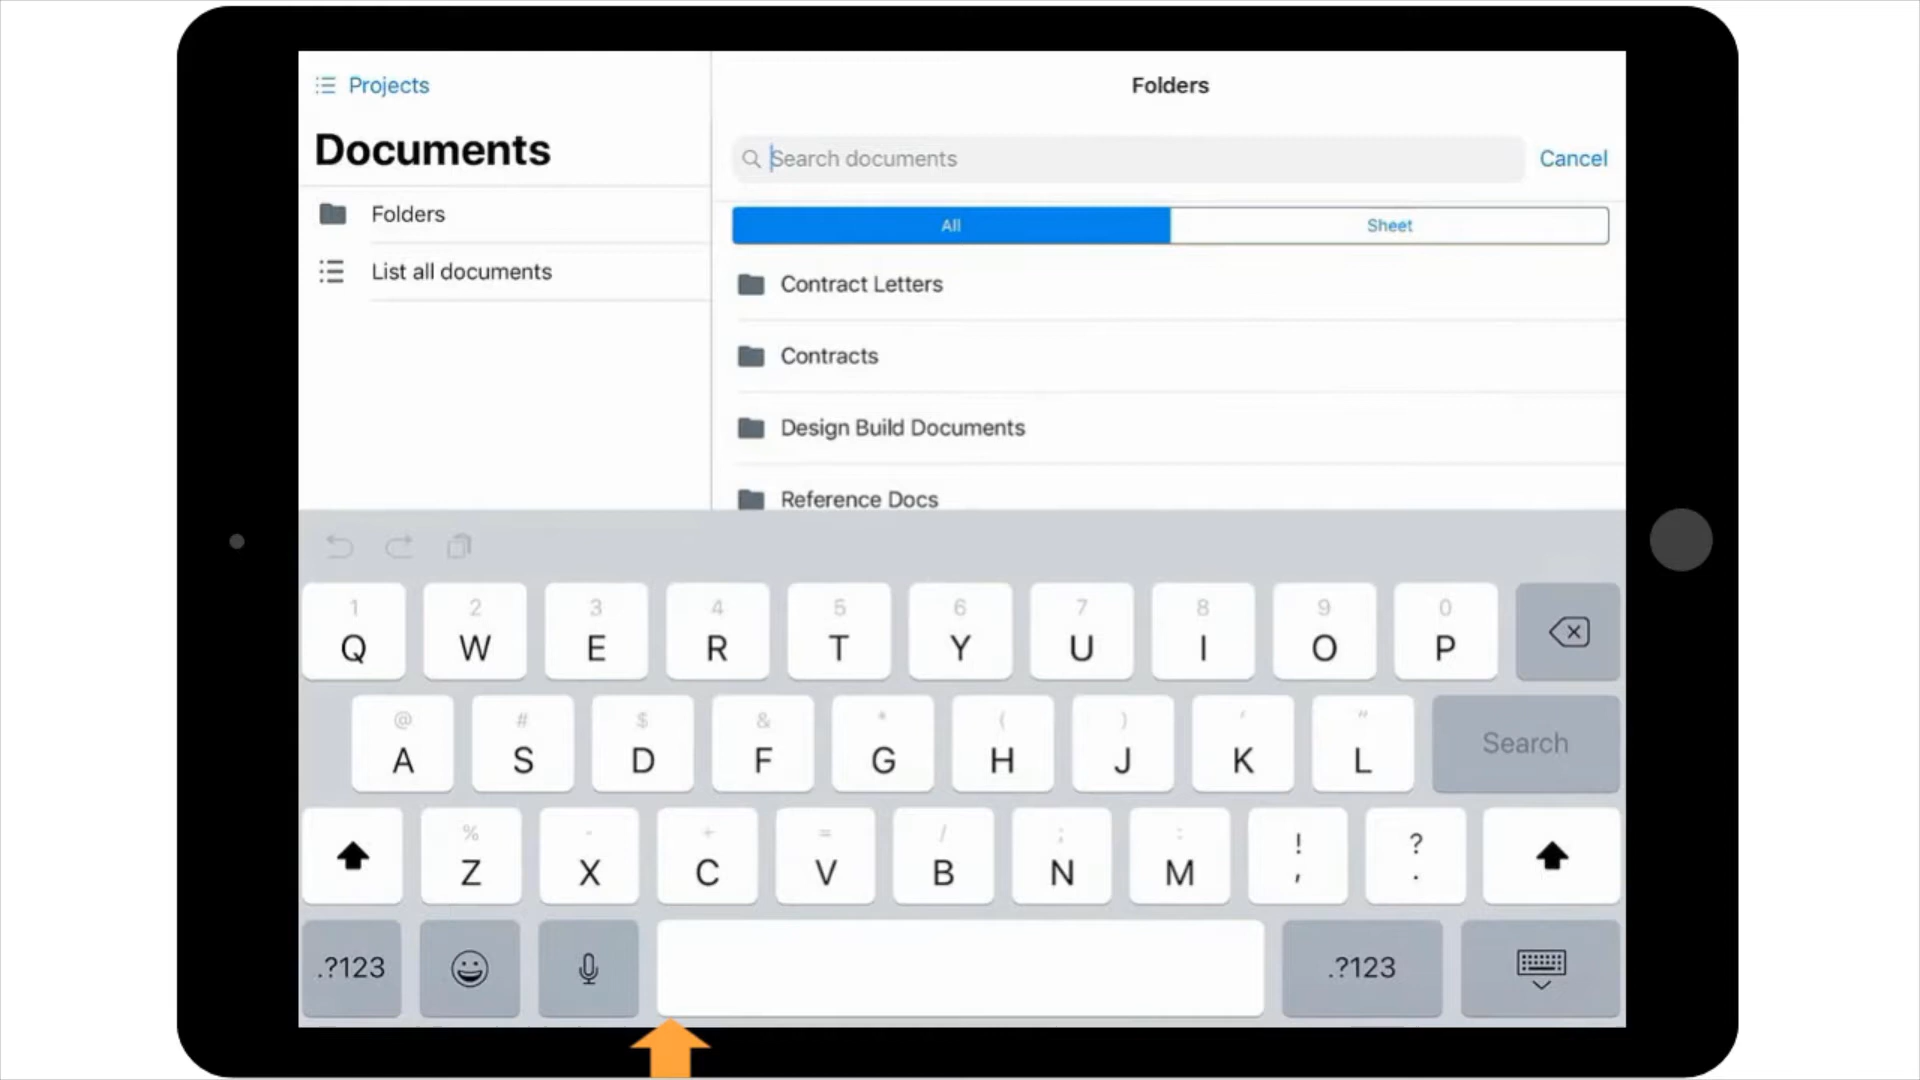 Projects
Documents
Folders
List all documents
Folders
Search documents
Cancel
All
Sheet
Contract Letters
Contracts
Design Build Documents
Reference Docs
1 2 3 4 5 6 7 8 9 0
Q W E R T Y U I O P
@ # $ & * ( ) ' "
A S D F G H J K L
Search
% - + = / ; : ! ?
Z X C V B N M , .
.?123
.?123